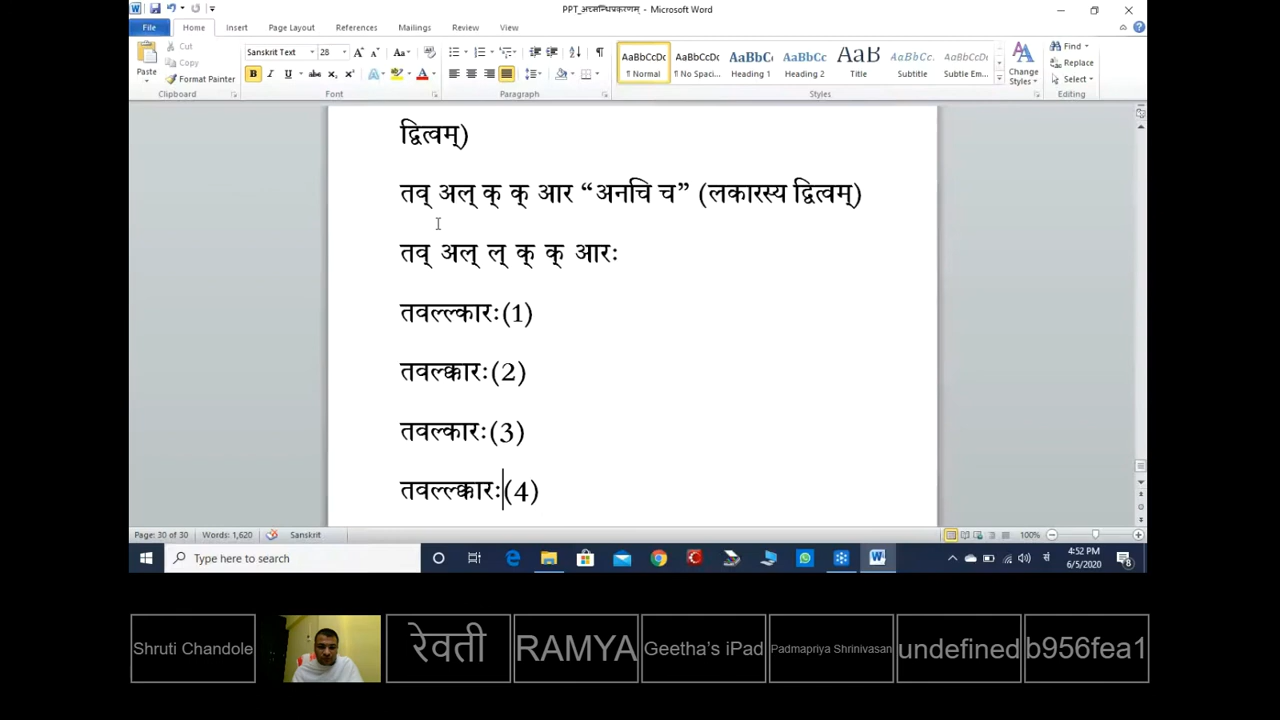 PPT_अच्सन्धिप्रकरणम् - Microsoft Word
File Home Insert Page Layout References Mailings Review View
Paste Cut Copy Format Painter Clipboard
Sanskrit Text 28 Font
Paragraph
AaBbCcDc ¶ Normal AaBbCcDc ¶ No Spaci... AaBbCc Heading 1 AaBbCc Heading 2 AaB Title AaBbCc. Subtitle AaBbCcDc Subtle Em... Change Styles Styles
Find Replace Select Editing
द्वित्वम्)
तव् अल् क् क् आर “अनचि च” (लकारस्य द्वित्वम्)
तव् अल् ल् क् क् आरः
तवल्ल्कारः(1)
तवल्क्कारः(2)
तवल्कारः(3)
तवल्ल्क्कारः(4)
Page: 30 of 30 Words: 1,620 Sanskrit 100%
Type here to search
सं
4:52 PM
6/5/2020
8
Shruti Chandole रेवती RAMYA Geetha's iPad Padmapriya Shrinivasan undefined b956fea1